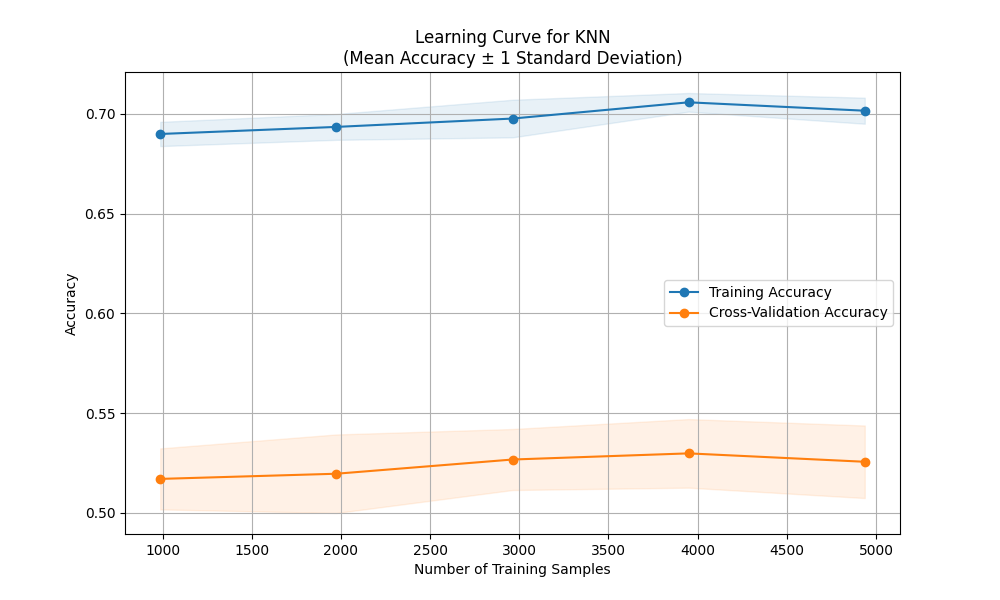 Learning Curve for KNN
(Mean Accuracy ± 1 Standard Deviation)
Accuracy
0.70
0.65
0.60
0.55
0.50
Training Accuracy
Cross-Validation Accuracy
1000 1500 2000 2500 3000 3500 4000 4500 5000
Number of Training Samples